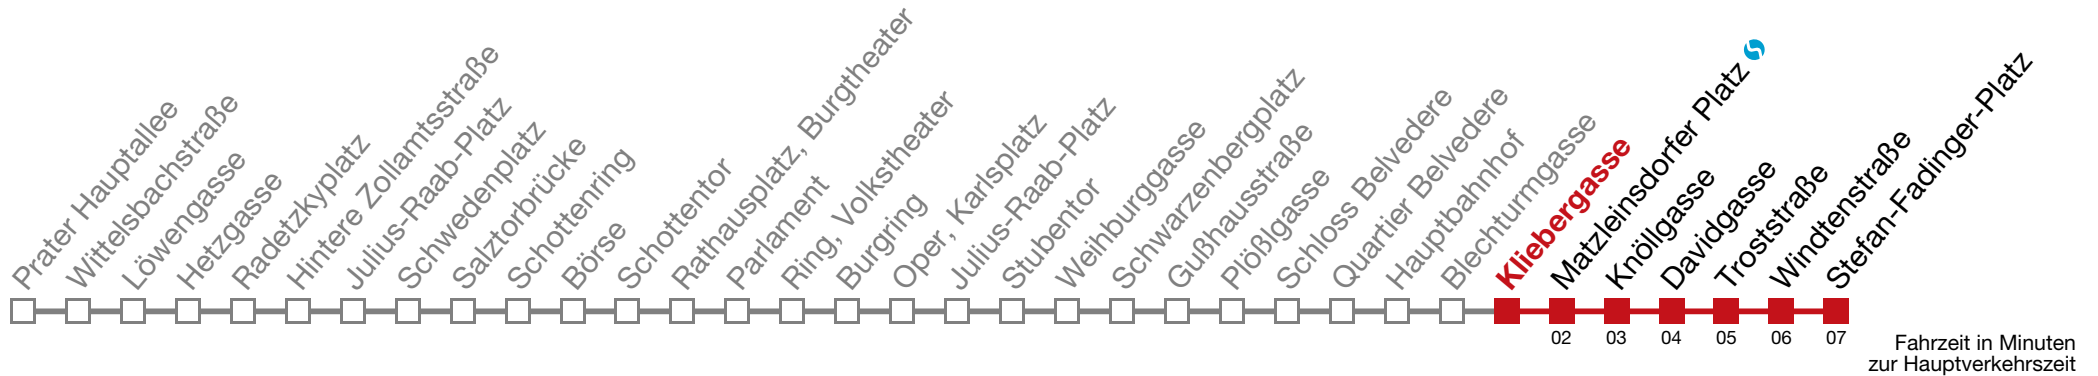 Prater Hauptallee
Wittelsbachstraße
Löwengasse
Hetzgasse
Radetzkyplatz
Hintere Zollamtsstraße
Julius-Raab-Platz
Schwedenplatz
Salztorbrücke
Schottenring
Börse
Schottentor
Rathausplatz, Burgtheater
Parlament
Ring, Volkstheater
Burgring
Oper, Karlsplatz
Julius-Raab-Platz
Stubentor
Weihburggasse
Schwarzenbergplatz
Gußhausstraße
Plößlgasse
Schloss Belvedere
Quartier Belvedere
Hauptbahnhof
Blechturmgasse
Kliebergasse
Matzleinsdorfer Platz
Knöllgasse
Davidgasse
Troststraße
Windtenstraße
Stefan-Fadinger-Platz
02 03 04 05 06 07
Fahrzeit in Minuten
zur Hauptverkehrszeit